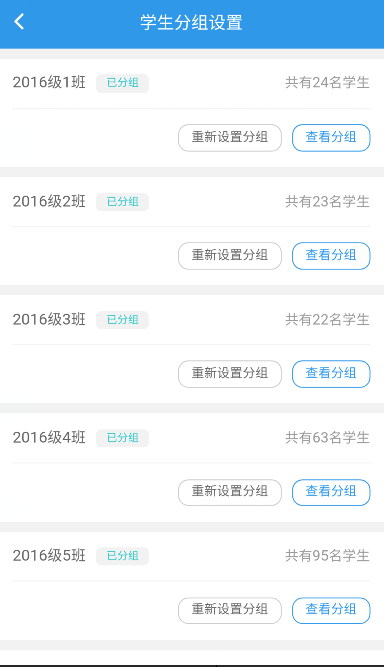 学生分组设置
2016级1班 已分组 共有24名学生
重新设置分组 查看分组
2016级2班 已分组 共有23名学生
重新设置分组 查看分组
2016级3班 已分组 共有22名学生
重新设置分组 查看分组
2016级4班 已分组 共有63名学生
重新设置分组 查看分组
2016级5班 已分组 共有95名学生
重新设置分组 查看分组